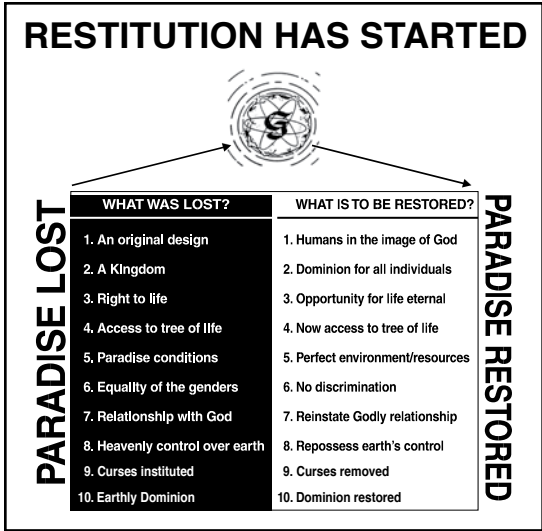 RESTITUTION HAS STARTED
G
PARADISE LOST
WHAT WAS LOST?
1. An original design
2. A KIngdom
3. Right to life
4. Access to tree of lIfe
5. Paradise conditions
6. EqualIty of the genders
7. RelatIonshIp wIth God
8. Heavenly control over earth
9. Curses instituted
10. Earthly Dominion
WHAT IS TO BE RESTORED?
1. Humans in the image of God
2. Dominion for all individuals
3. Opportunity for life eternal
4. Now access to tree of life
5. Perfect environment/resources
6. No discrimination
7. Reinstate Godly relationship
8. Repossess earth's control
9. Curses removed
10. Dominion restored
PARADISE RESTORED